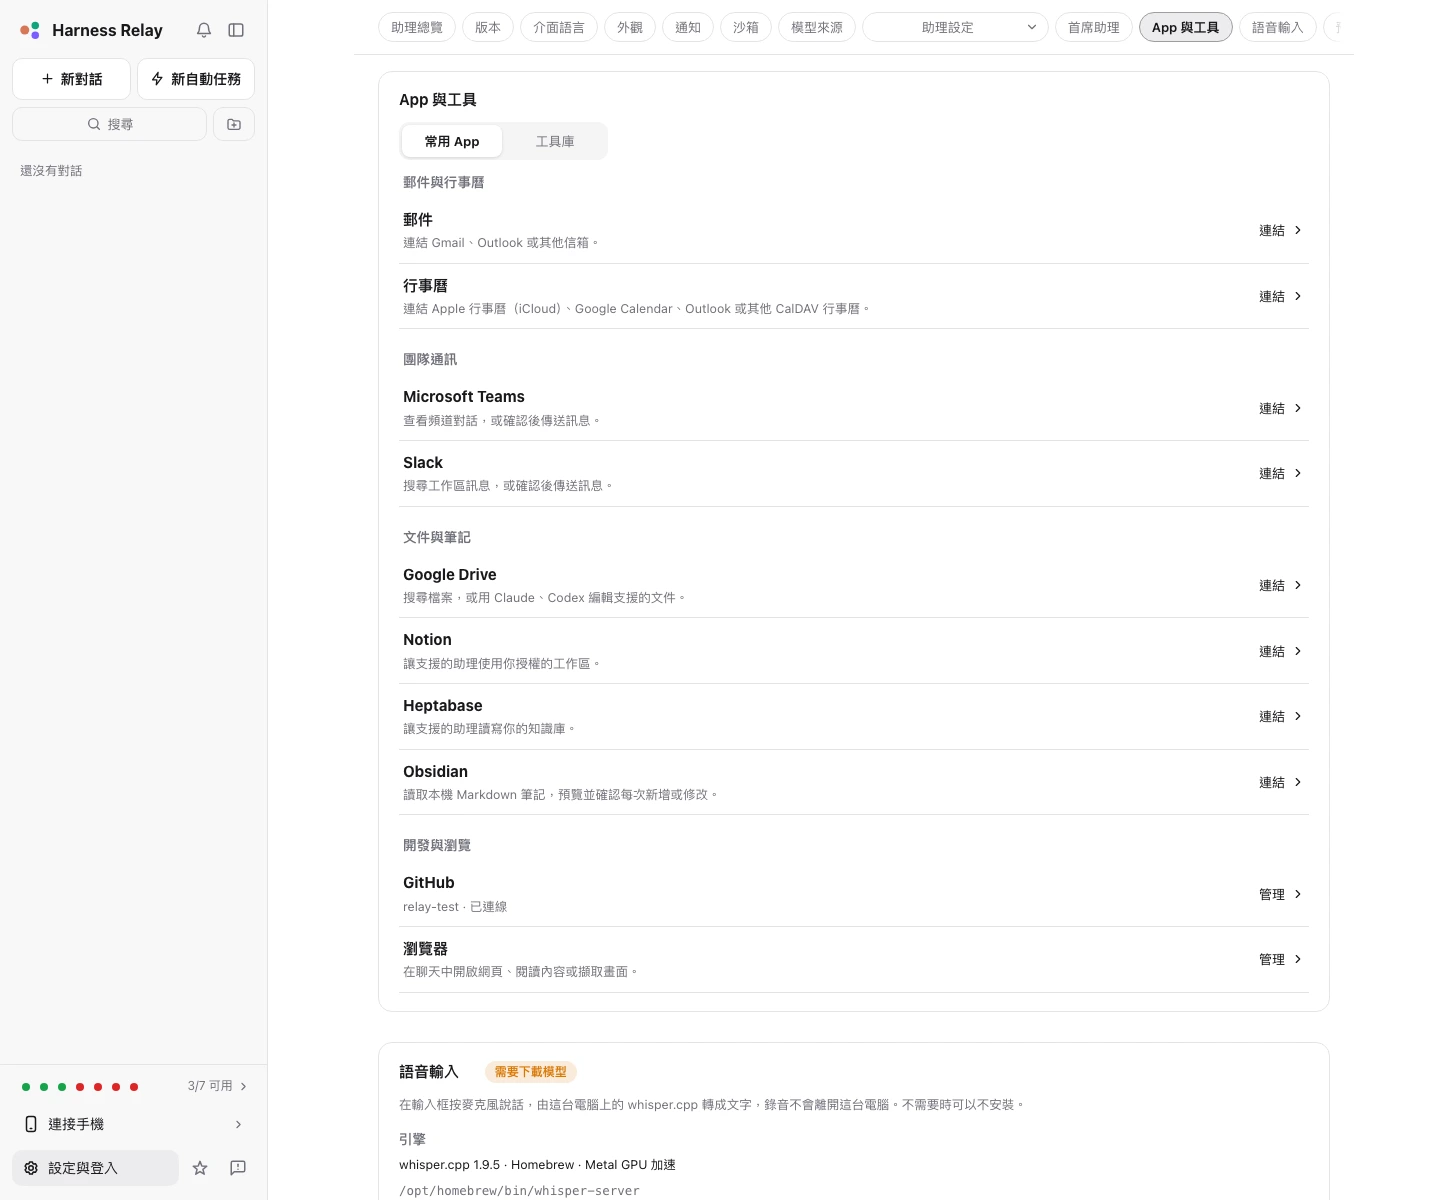 Harness Relay
新對話
新自動任務
搜尋
還沒有對話
3/7 可用
連接手機
設定與登入
助理總覽
版本
介面語言
外觀
通知
沙箱
模型來源
助理設定
首席助理
App 與工具
語音輸入
App 與工具
常用 App
工具庫
郵件與行事曆
郵件
連結 Gmail、Outlook 或其他信箱。
連結
行事曆
連結 Apple 行事曆（iCloud）、Google Calendar、Outlook 或其他 CalDAV 行事曆。
連結
團隊通訊
Microsoft Teams
查看頻道對話，或確認後傳送訊息。
連結
Slack
搜尋工作區訊息，或確認後傳送訊息。
連結
文件與筆記
Google Drive
搜尋檔案，或用 Claude、Codex 編輯支援的文件。
連結
Notion
讓支援的助理使用你授權的工作區。
連結
Heptabase
讓支援的助理讀寫你的知識庫。
連結
Obsidian
讀取本機 Markdown 筆記，預覽並確認每次新增或修改。
連結
開發與瀏覽
GitHub
relay-test · 已連線
管理
瀏覽器
在聊天中開啟網頁、閱讀內容或擷取畫面。
管理
語音輸入
需要下載模型
在輸入框按麥克風說話，由這台電腦上的 whisper.cpp 轉成文字，錄音不會離開這台電腦。不需要時可以不安裝。
引擎
whisper.cpp 1.9.5 · Homebrew · Metal GPU 加速
/opt/homebrew/bin/whisper-server